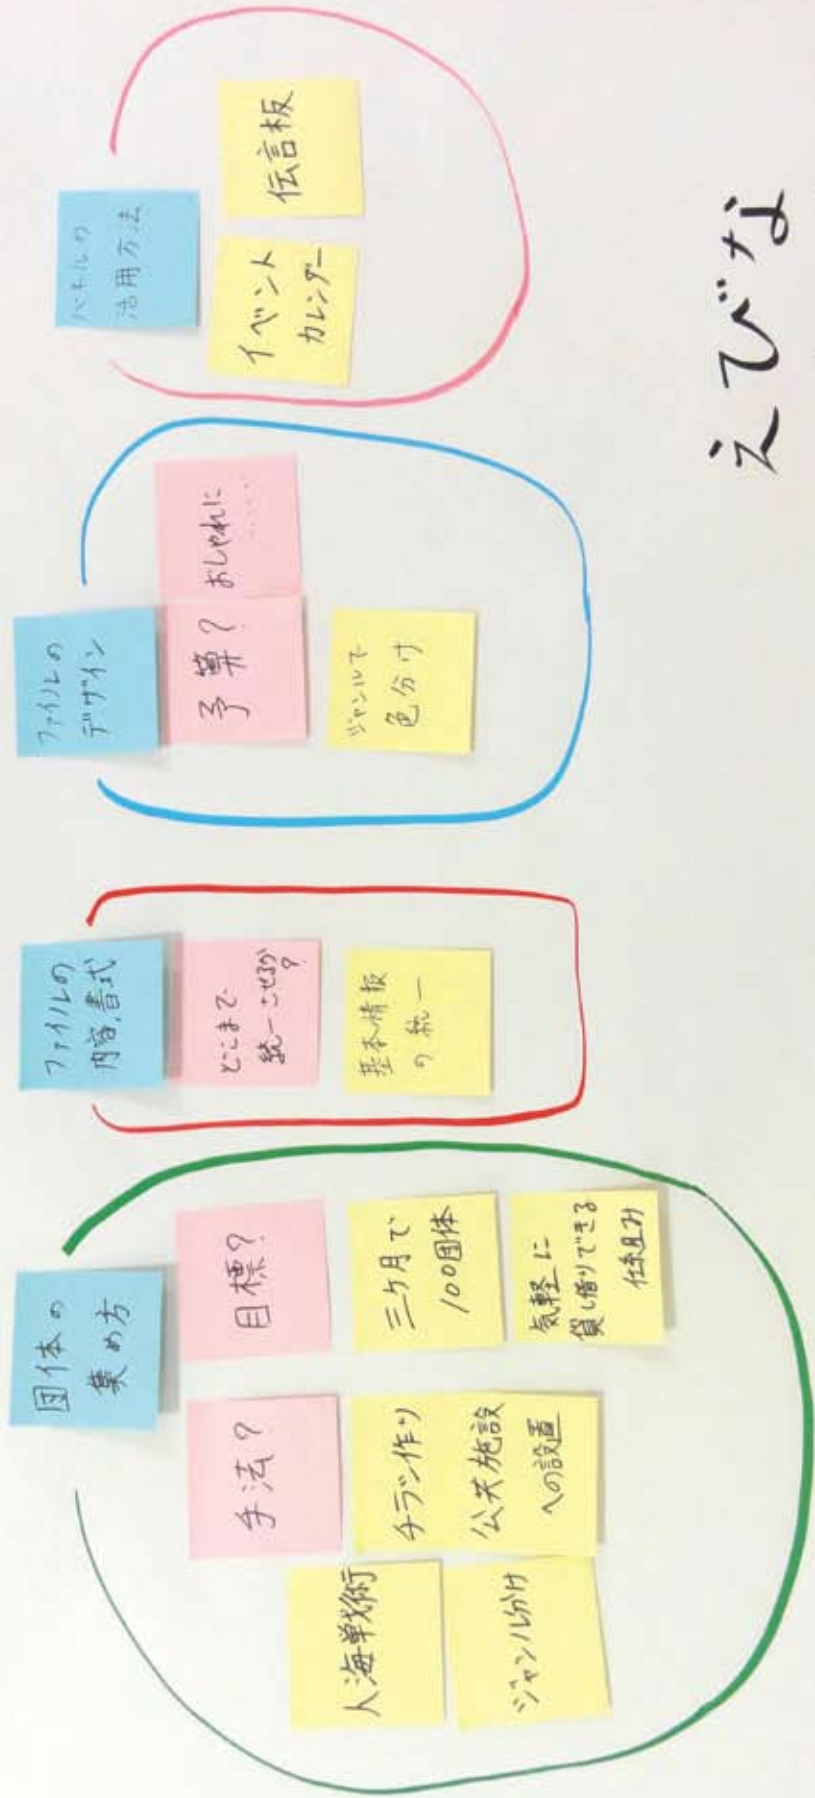 団体の
集め方
手法?
目標?
人海戦術
ジャンル分け
チラシ作り
公共施設
への設置
三ヶ月で
100団体
気軽に
貸し借りできる
仕組み
ファイルの
内容.書式
どこまで
統一させるか
?
基本情報
の統一
ファイルの
デザイン
予算?
おしゃれに
……
ジャンルで
色分け
パネルの
活用方法
イベント
カレンダー
伝言板
えびな